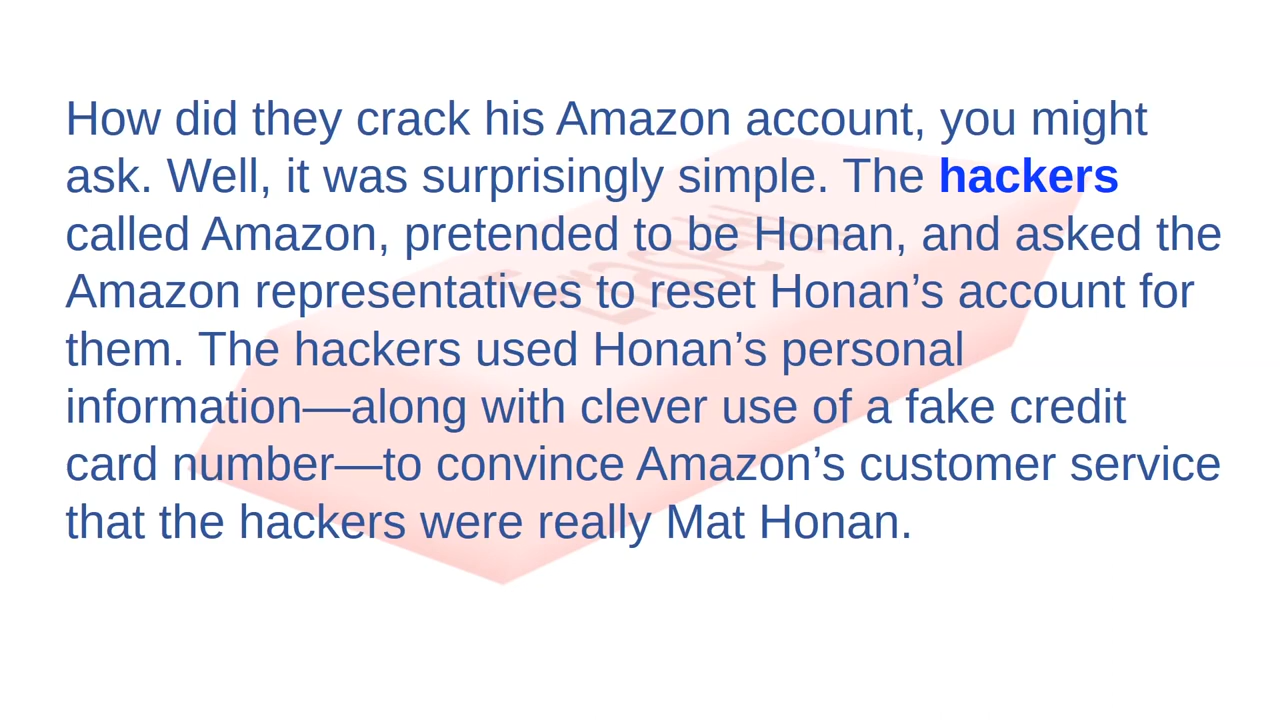 How did they crack his Amazon account, you might
ask. Well, it was surprisingly simple. The hackers
called Amazon, pretended to be Honan, and asked the
Amazon representatives to reset Honan’s account for
them. The hackers used Honan’s personal
information—along with clever use of a fake credit
card number—to convince Amazon’s customer service
that the hackers were really Mat Honan.